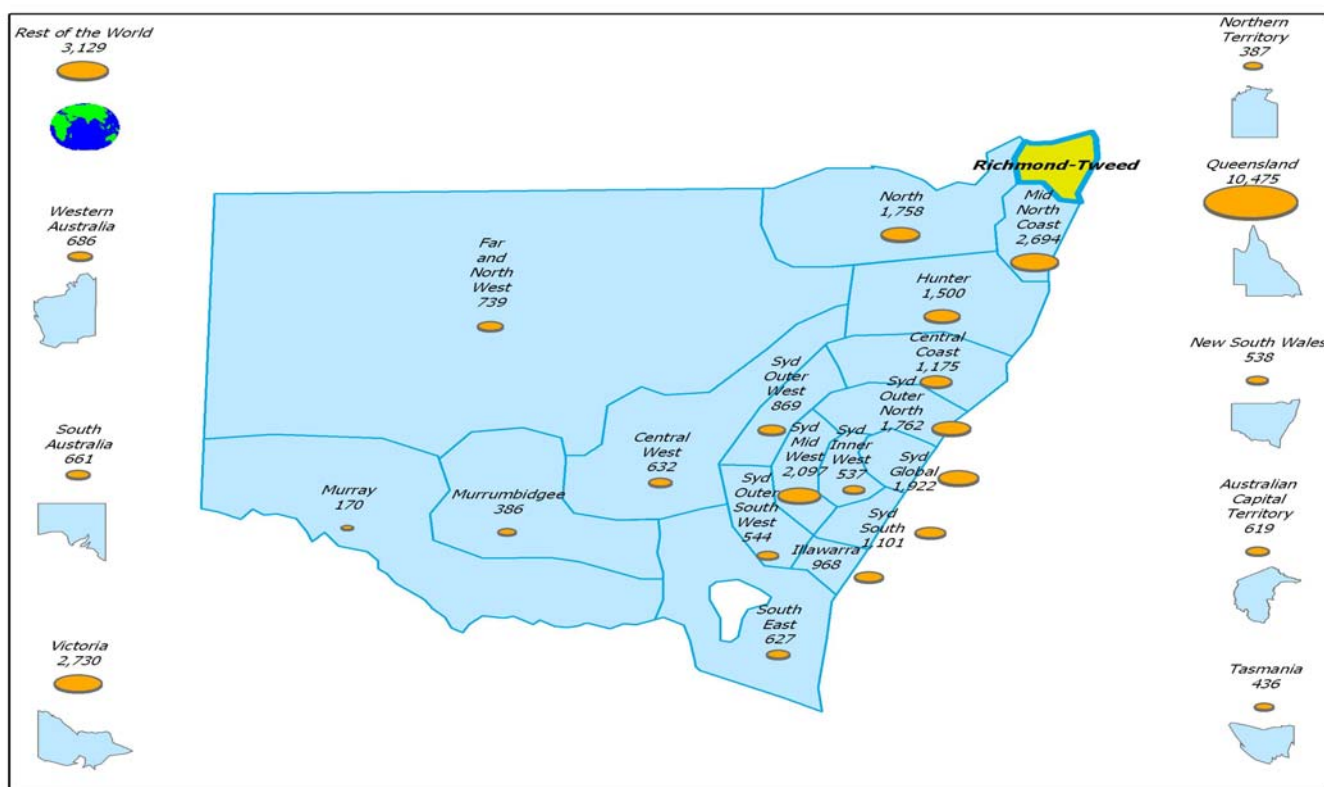 Rest of the World
3,129
Western
Australia
686
South
Australia
661
Victoria
2,730
Far
and
North
West
739
Murray
170
Murrumbidgee
386
Central
West
632
North
1,758
Richmond-Tweed
Mid
North
Coast
2,694
Hunter
1,500
Central
Coast
1,175
Syd
Outer
North
1,762
Syd
Outer
West
869
Syd
Mid
West
2,097
Syd
Inner
West
537
Syd
Global
1,922
Syd
Outer
South
West
544
Syd
South
1,101
Illawarra
968
South
East
627
Northern
Territory
387
Queensland
10,475
New South Wales
538
Australian
Capital
Territory
619
Tasmania
436